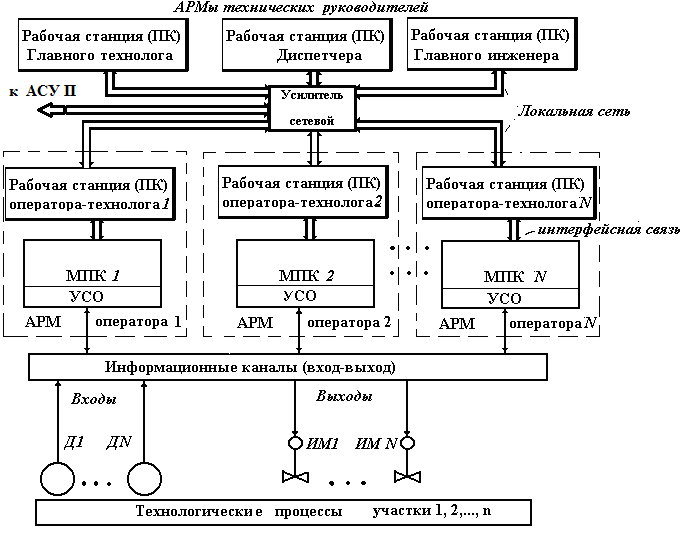 АРМы технических руководителей
Рабочая станция (ПК)
Главного технолога
Рабочая станция (ПК)
Диспетчера
Рабочая станция (ПК)
Главного инженера
к АСУ П
Усилитель
сетевой
Локальная сеть
Рабочая станция (ПК)
оператора-технолога 1
Рабочая станция (ПК)
оператора-технолога 2
Рабочая станция (ПК)
оператора-технолога N
интерфейсная связь
МПК 1
УСО
МПК 2
УСО
МПК N
УСО
АРМ оператора 1
АРМ оператора 2
АРМ оператора N
Информационные каналы (вход-выход)
Входы
Выходы
Д1 ДN
ИМ1 ИМ N
Технологические процессы участки 1, 2,..., n